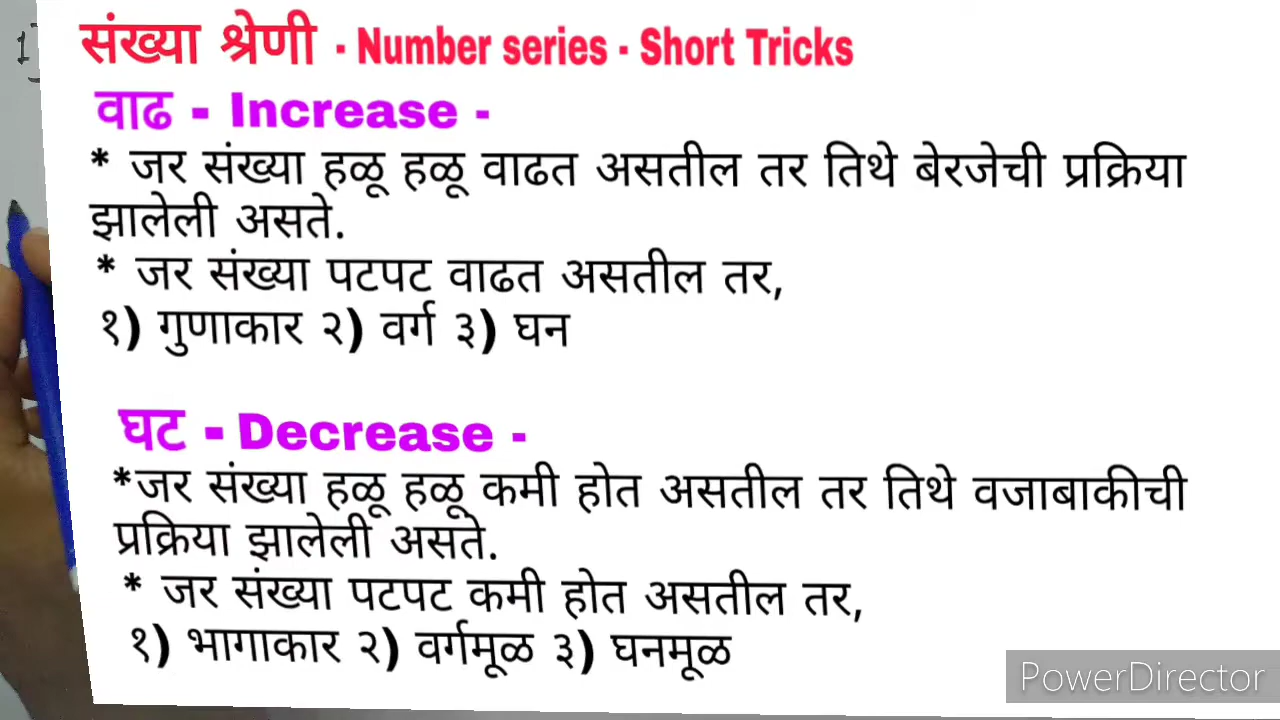 1]
संख्या श्रेणी - Number series - Short Tricks
वाढ - Increase -
* जर संख्या हळू हळू वाढत असतील तर तिथे बेरजेची प्रक्रिया
झालेली असते.
* जर संख्या पटपट वाढत असतील तर,
१) गुणाकार २) वर्ग ३) घन
घट - Decrease -
*जर संख्या हळू हळू कमी होत असतील तर तिथे वजाबाकीची
प्रक्रिया झालेली असते.
* जर संख्या पटपट कमी होत असतील तर,
१) भागाकार २) वर्गमूळ ३) घनमूळ
PowerDirector